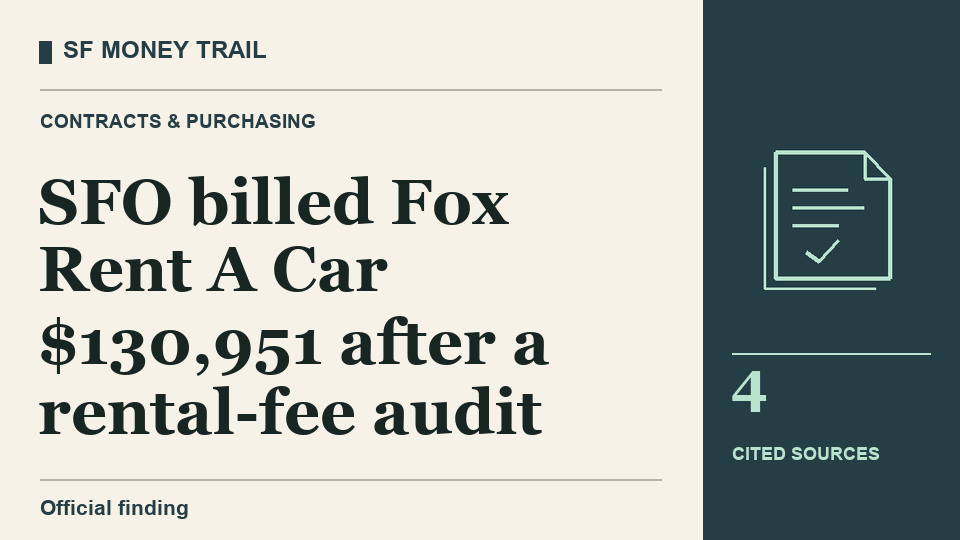 SF MONEY TRAIL
CONTRACTS & PURCHASING
SFO billed Fox
Rent A Car
$130,951 after a
rental-fee audit
Official finding
4
CITED SOURCES